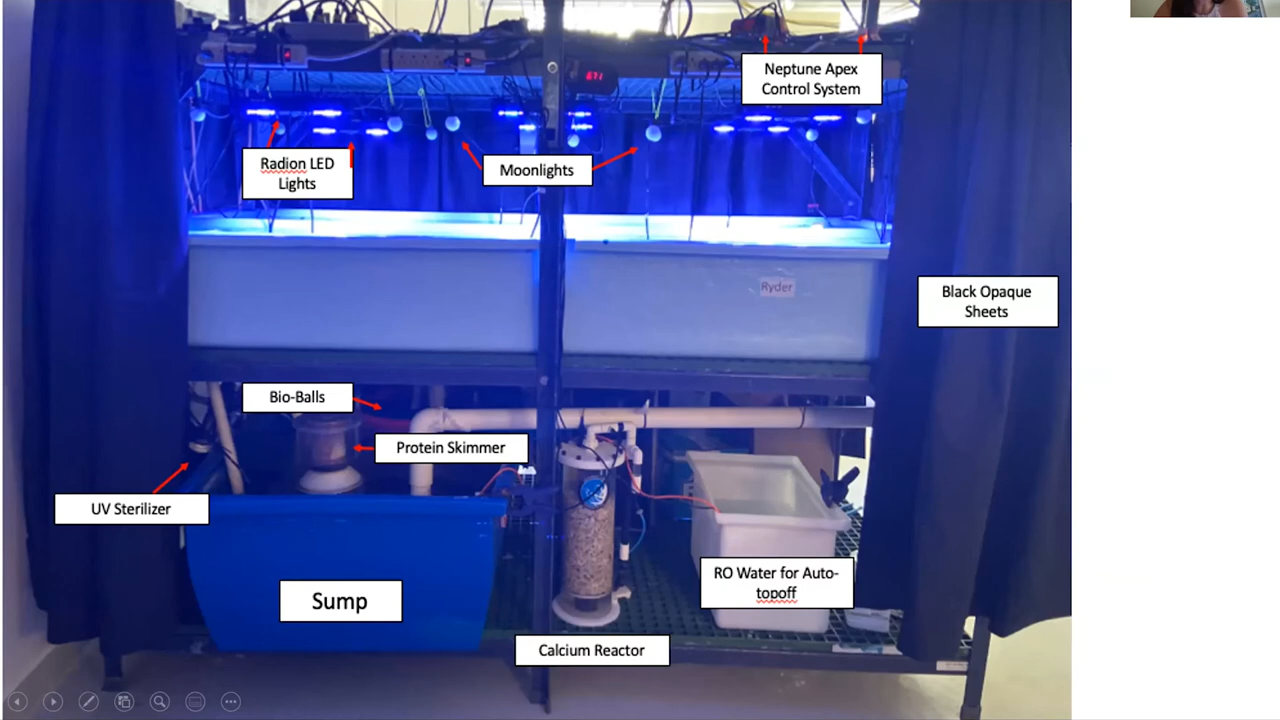 Neptune Apex
Control System
Radion LED
Lights
Moonlights
Ryder
Black Opaque
Sheets
Bio-Balls
Protein Skimmer
UV Sterilizer
RO Water for Auto-
topoff
Sump
Calcium Reactor